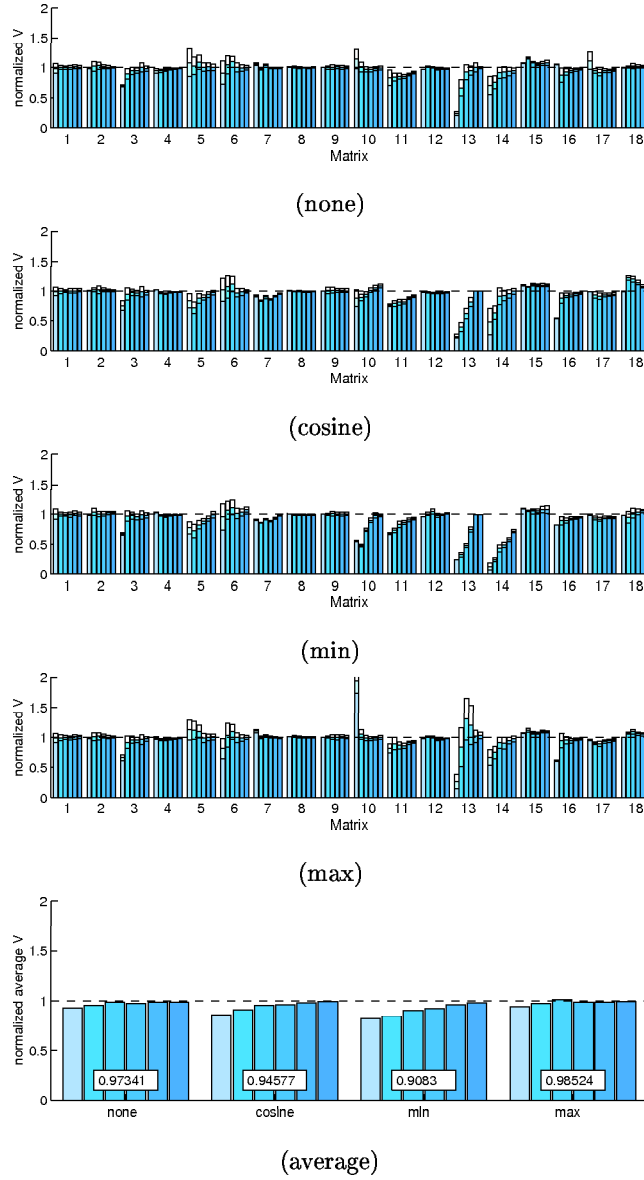 normalized V
2
1.5
1
0.5
0
1 2 3 4 5 6 7 8 9 10 11 12 13 14 15 16 17 18
Matrix
(none)
normalized V
2
1.5
1
0.5
0
1 2 3 4 5 6 7 8 9 10 11 12 13 14 15 16 17 18
Matrix
(cosine)
normalized V
2
1.5
1
0.5
0
1 2 3 4 5 6 7 8 9 10 11 12 13 14 15 16 17 18
Matrix
(min)
normalized V
2
1.5
1
0.5
0
1 2 3 4 5 6 7 8 9 10 11 12 13 14 15 16 17 18
Matrix
(max)
normalized average V
2
1.5
1
0.5
0
0.97341 0.94577 0.9083 0.98524
none cosine min max
(average)